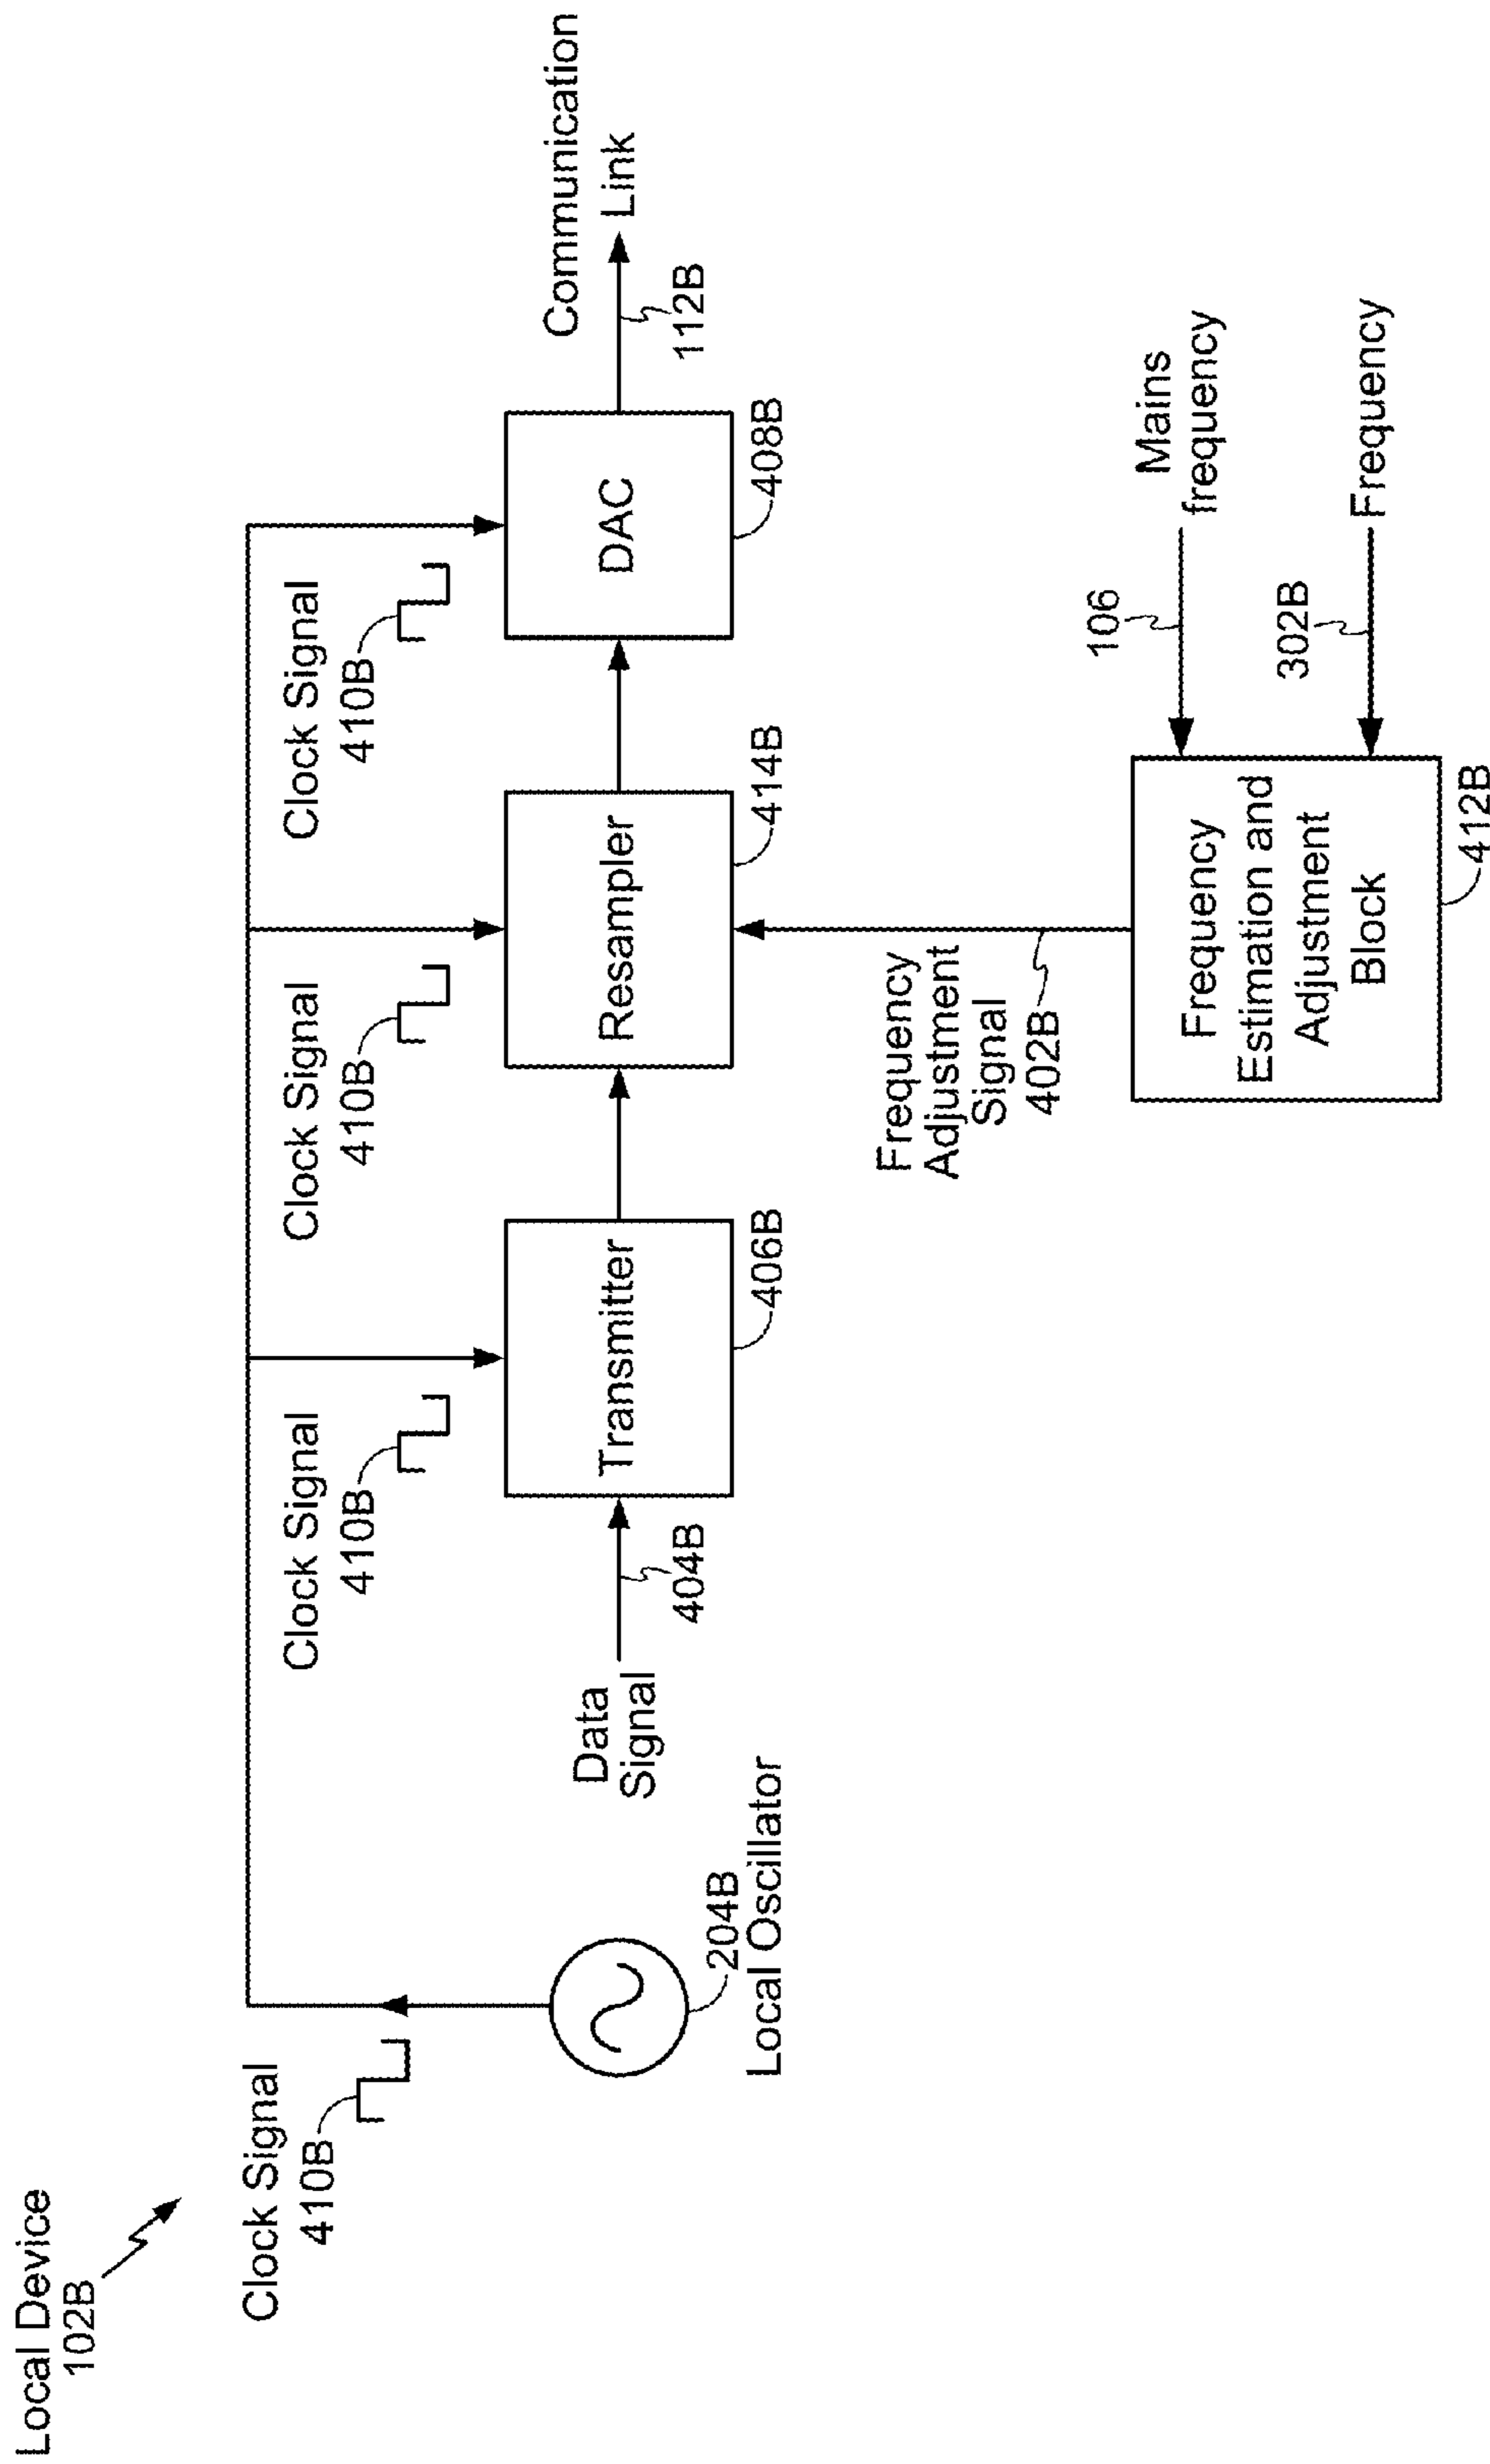 Local Device
102B
Clock Signal
410B
Clock Signal
410B
Clock Signal
410B
Clock Signal
410B
204B
Local Oscillator
Data
Signal
404B
Transmitter
406B
Resampler
414B
DAC
408B
Communication
Link
112B
Frequency
Adjustment
Signal
402B
Frequency
Estimation and
Adjustment
Block
412B
106
Mains
frequency
302B
Frequency